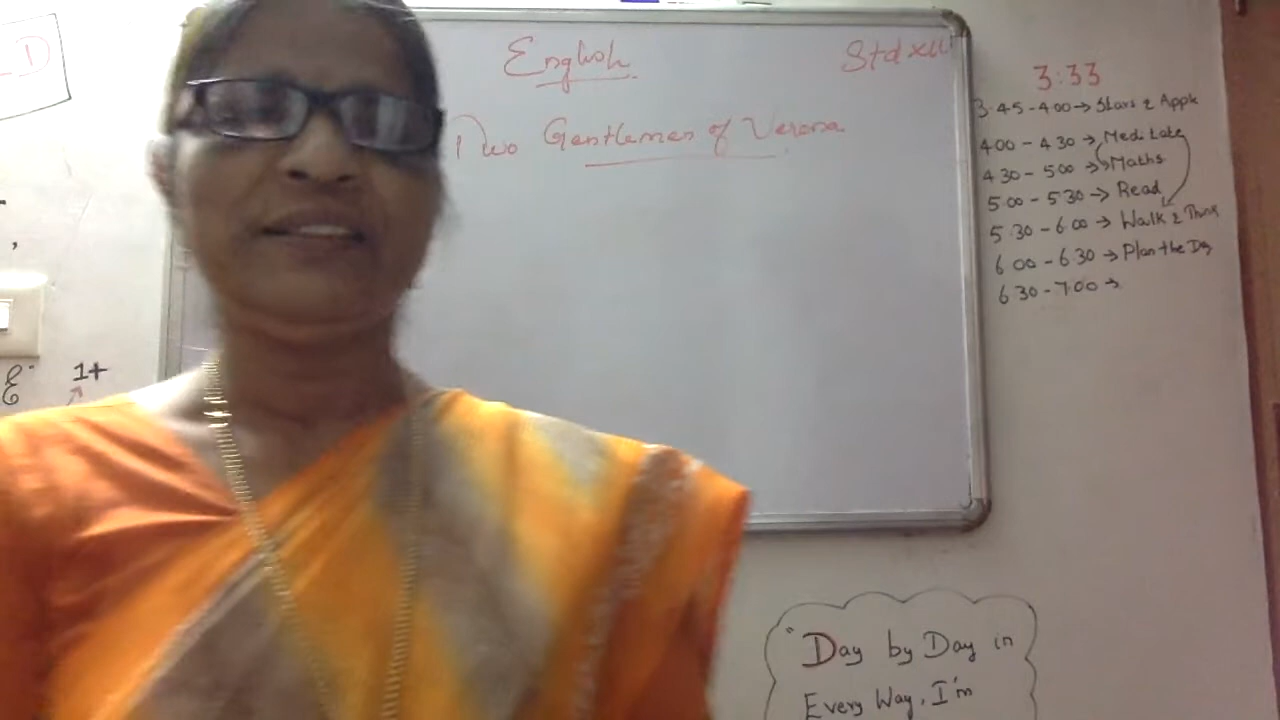 English
Std XII
Two Gentlemen of Verona
3:33
3.45-4.00→ Stars & Apple
4.00 - 4.30 → Meditate
4.30 - 5.00 → Maths
5.00 - 5.30 → Read
5.30 - 6.00 → Walk & Think
6.00 - 6.30 → Plan the Day
6.30 - 7.00 →
D
1+
"Day by Day in
Every Way, I'm